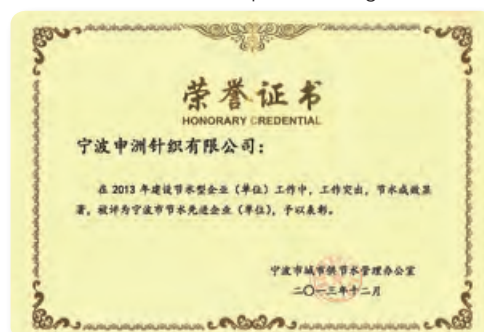 荣誉证书
HONORARY CREDENTIAL
宁波申洲针织有限公司：
在 2013 年建设节水型企业（单位）工作中，工作突出，节水成效显
著，被评为宁波市节水先进企业（单位），予以表彰。
宁波市城市供节水管理办公室
二〇一三年十二月